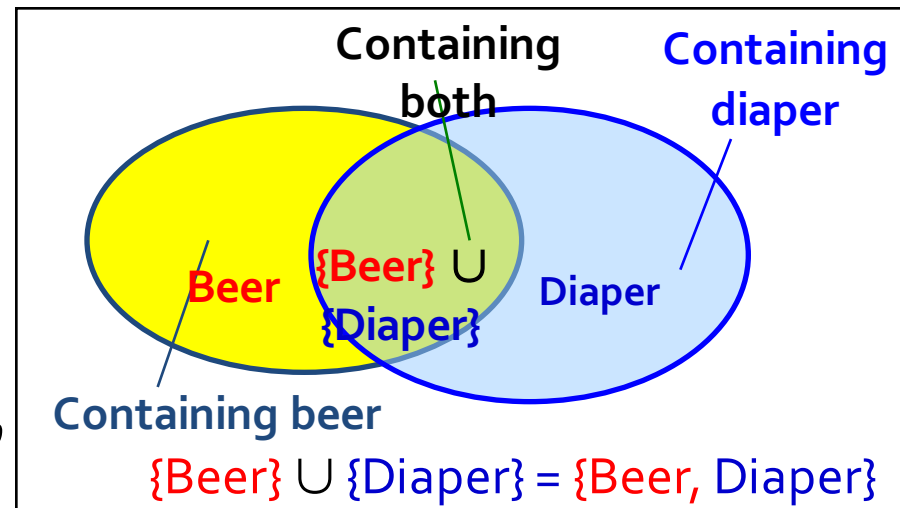 Containing
both
Containing
diaper
Beer
{Beer} ∪
{Diaper}
Diaper
Containing beer
{Beer} ∪ {Diaper} = {Beer, Diaper}